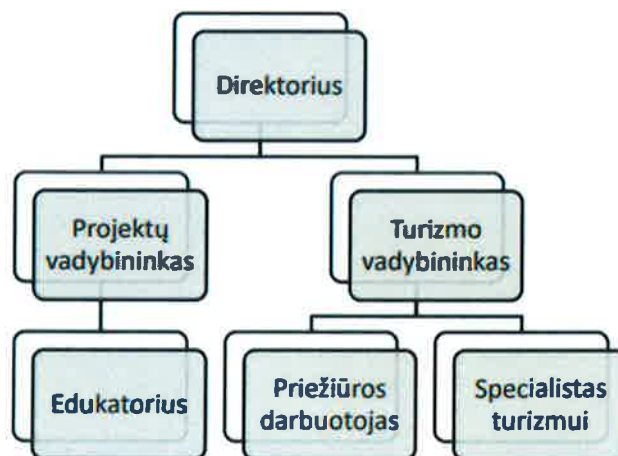 Direktorius
Projektų
vadybininkas
Turizmo
vadybininkas
Edukatorius
Priežiūros
darbuotojas
Specialistas
turizmui